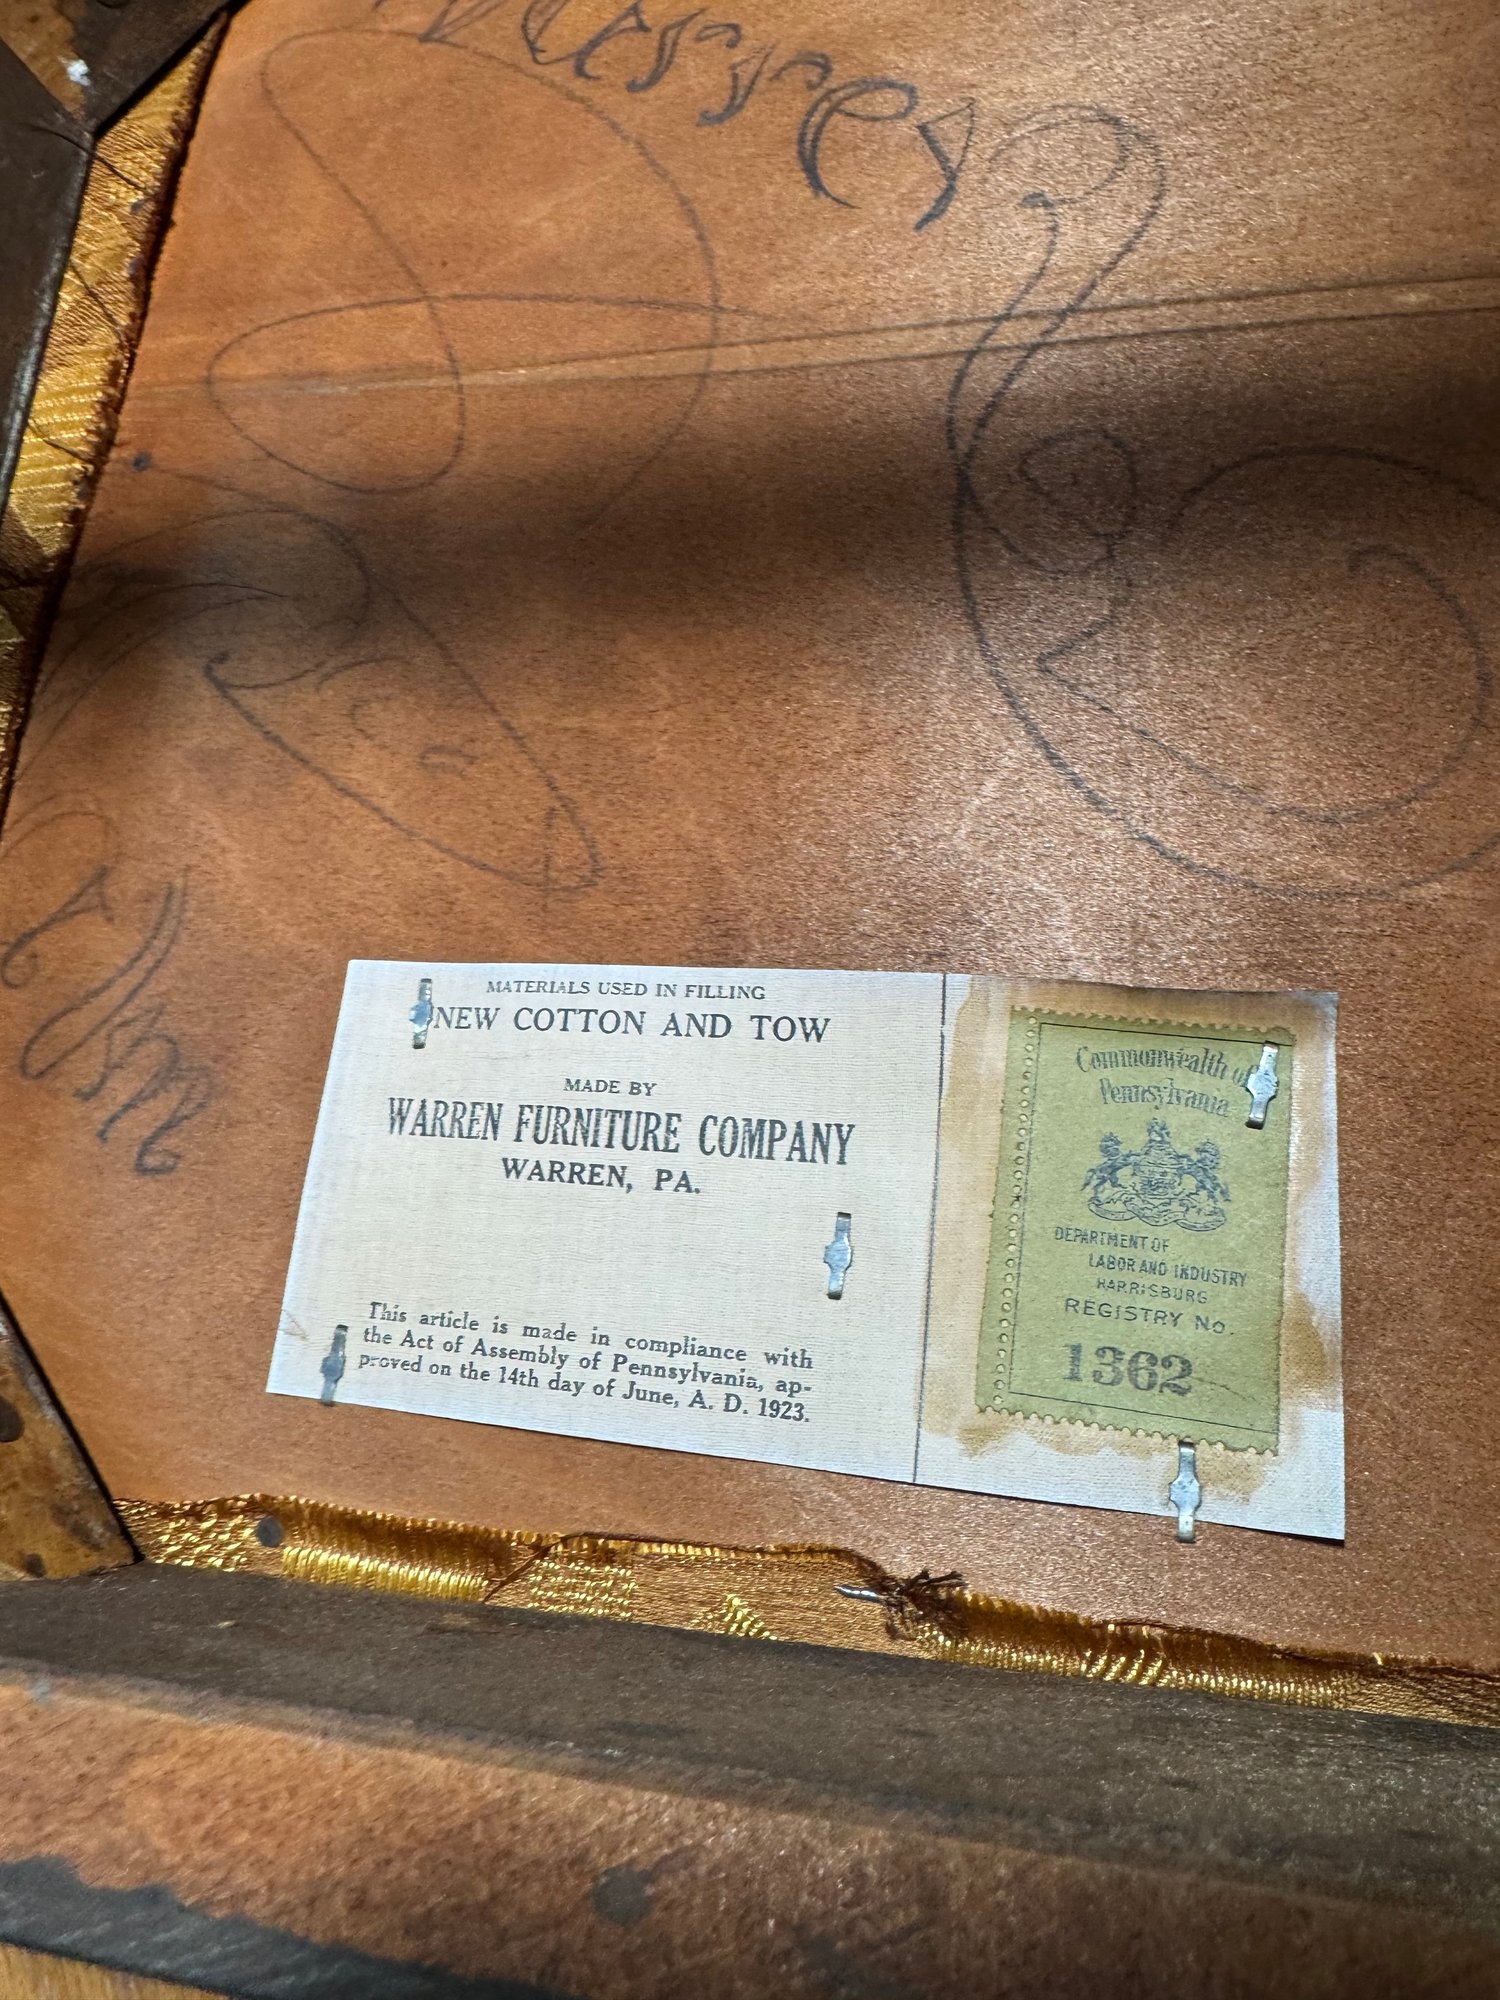 MATERIALS USED IN FILLING
NEW COTTON AND TOW
MADE BY
WARREN FURNITURE COMPANY
WARREN, PA.
This article is made in compliance with
the Act of Assembly of Pennsylvania, ap-
proved on the 14th day of June, A. D. 1923.
Commonwealth of
Pennsylvania
DEPARTMENT OF
LABOR AND INDUSTRY
HARRISBURG
REGISTRY NO.
1362